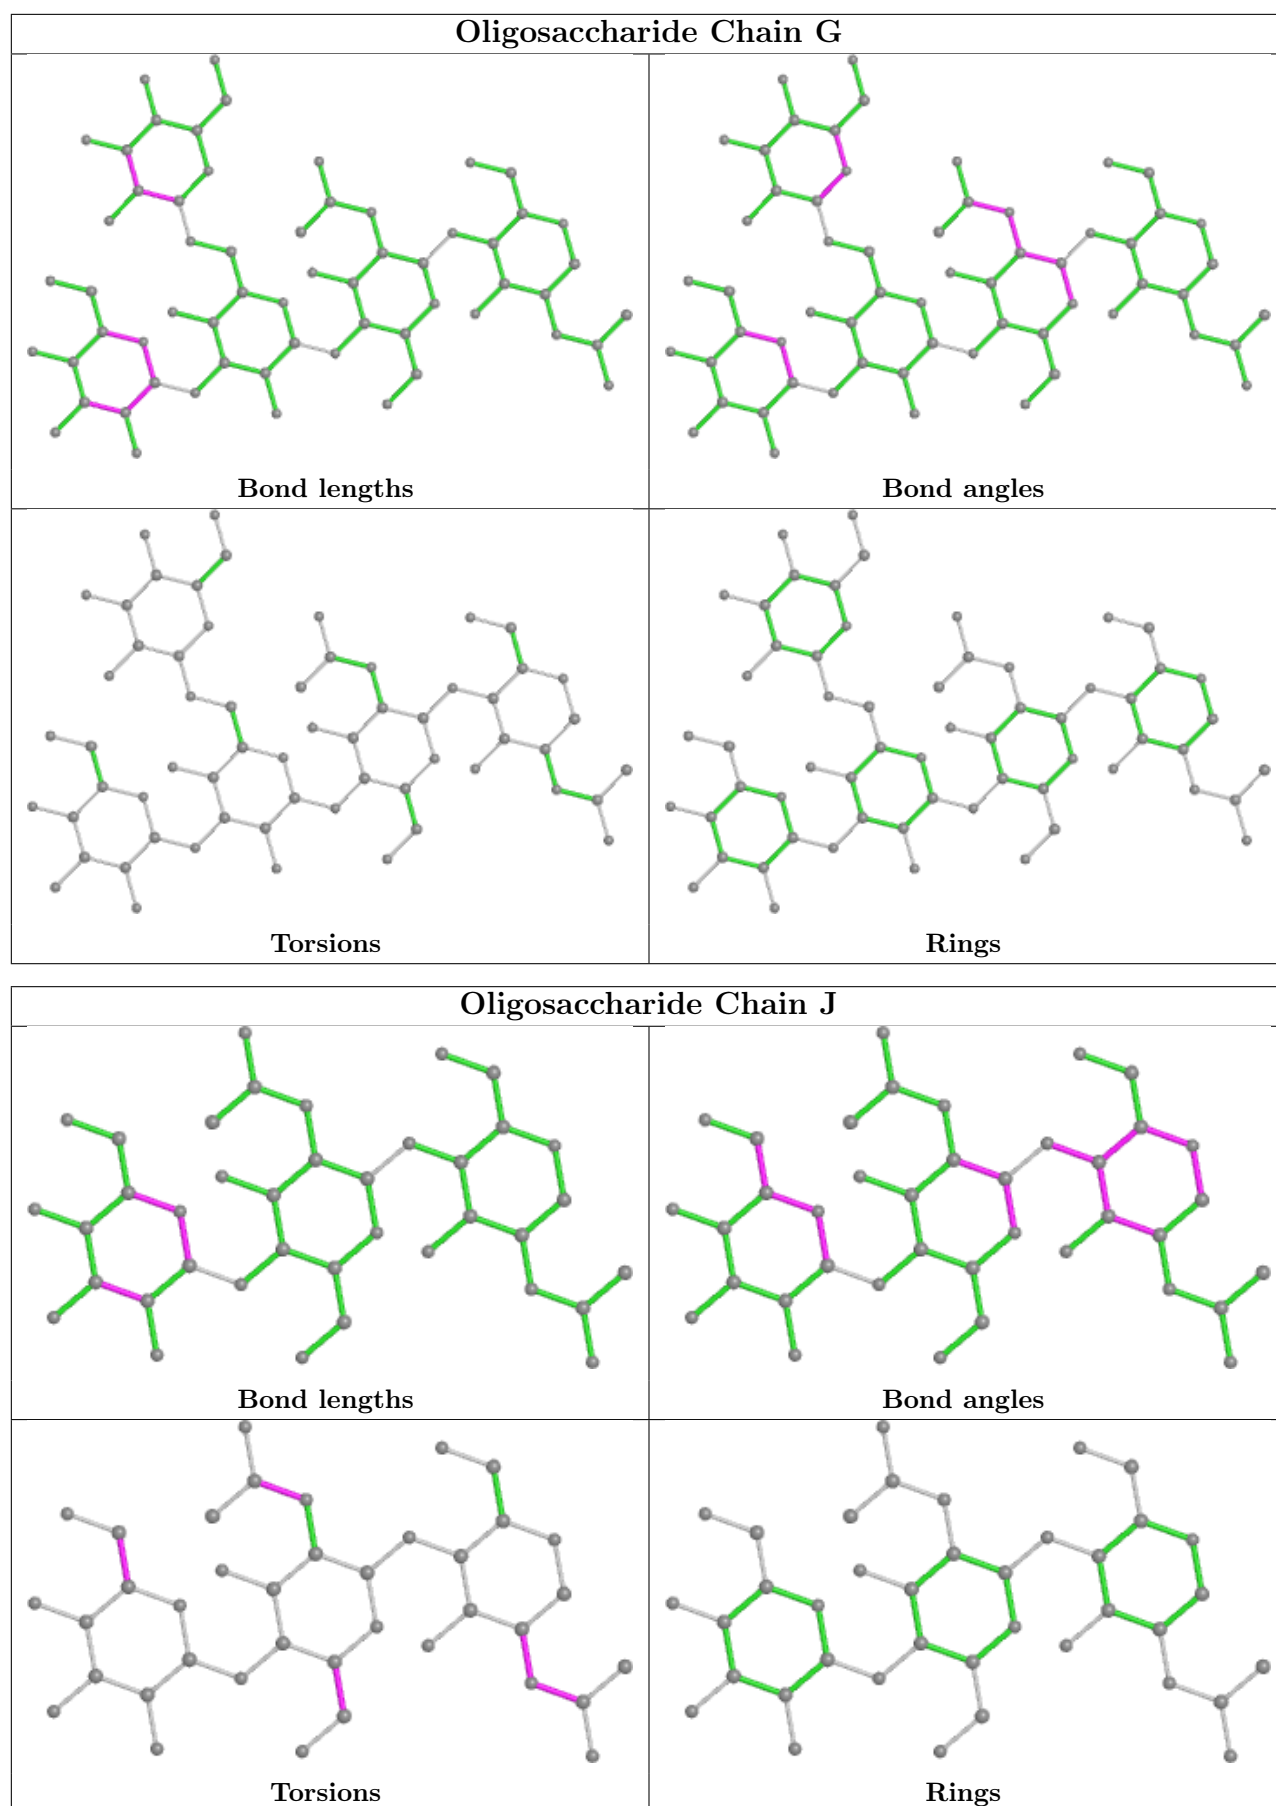 Oligosaccharide Chain G
Bond lengths
Bond angles
Torsions
Rings
Oligosaccharide Chain J
Bond lengths
Bond angles
Torsions
Rings